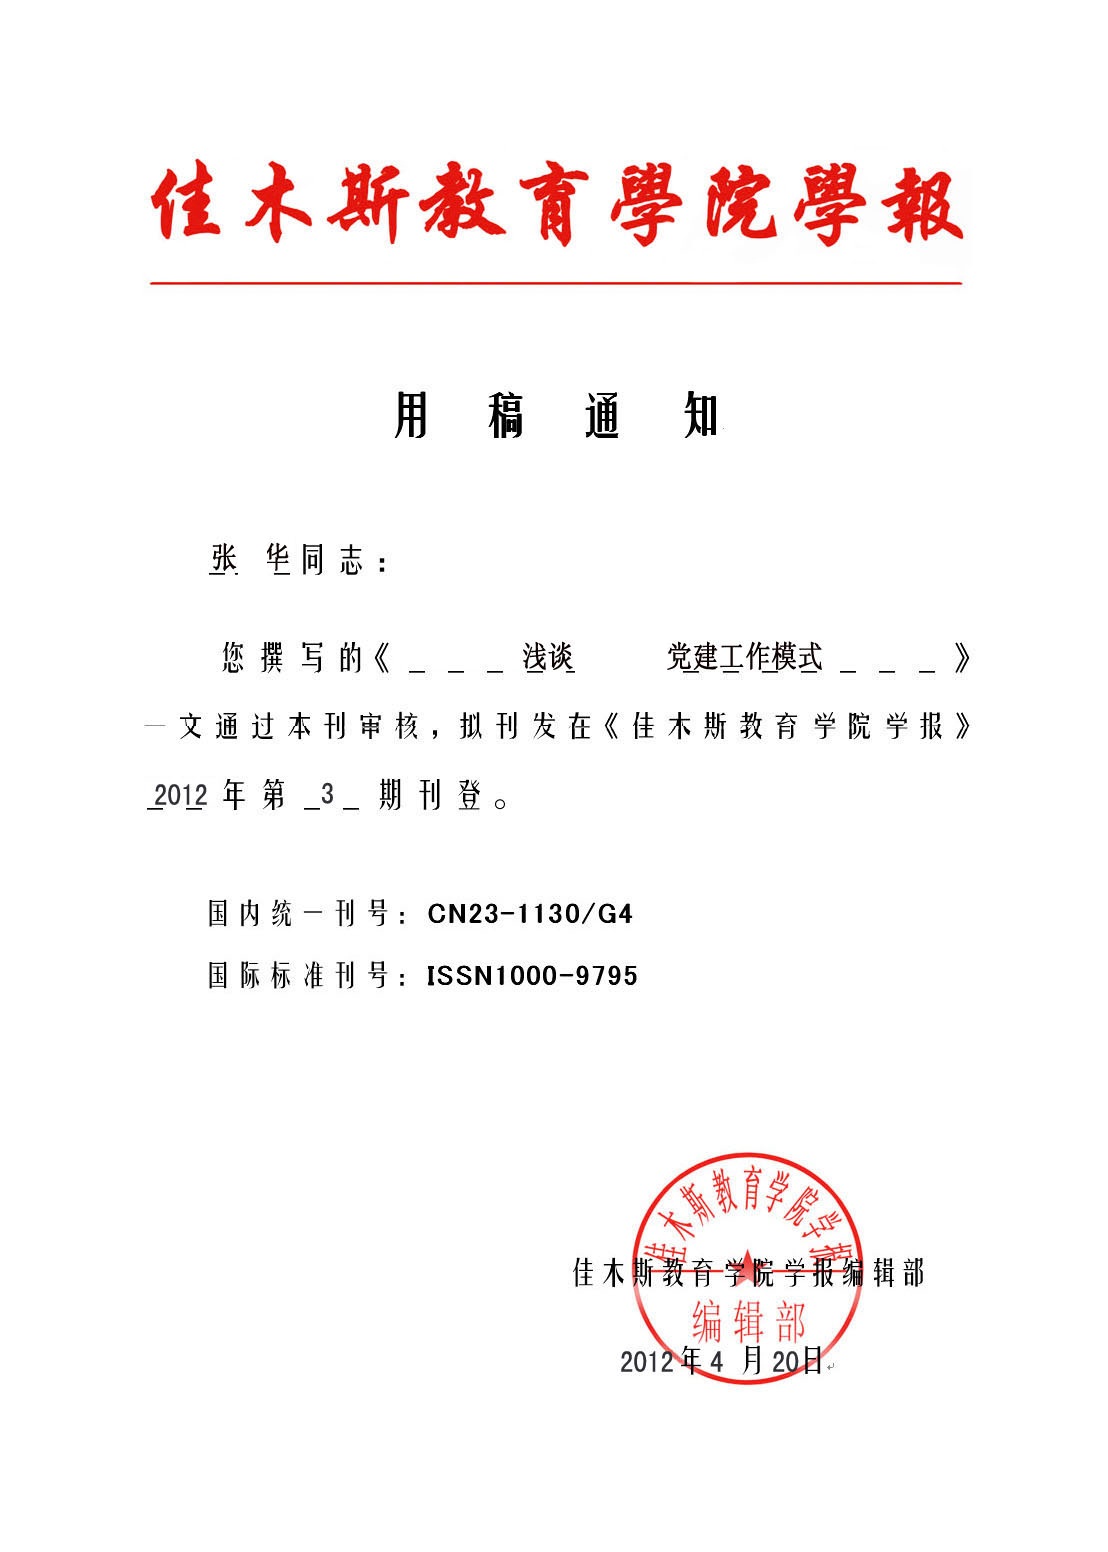 佳木斯教育學院學報
用稿通知
张 华同志：
您撰写的《_ _ _浅谈 党建工作模式_ _ _》
一文通过本刊审核，拟刊发在《佳木斯教育学院学报》
2012年第_3_期刊登。
国内统一刊号：CN23-1130/G4
国际标准刊号：ISSN1000-9795
佳木斯教育学院学报
佳木斯教育学院学报编辑部
编辑部
2012年4 月20日